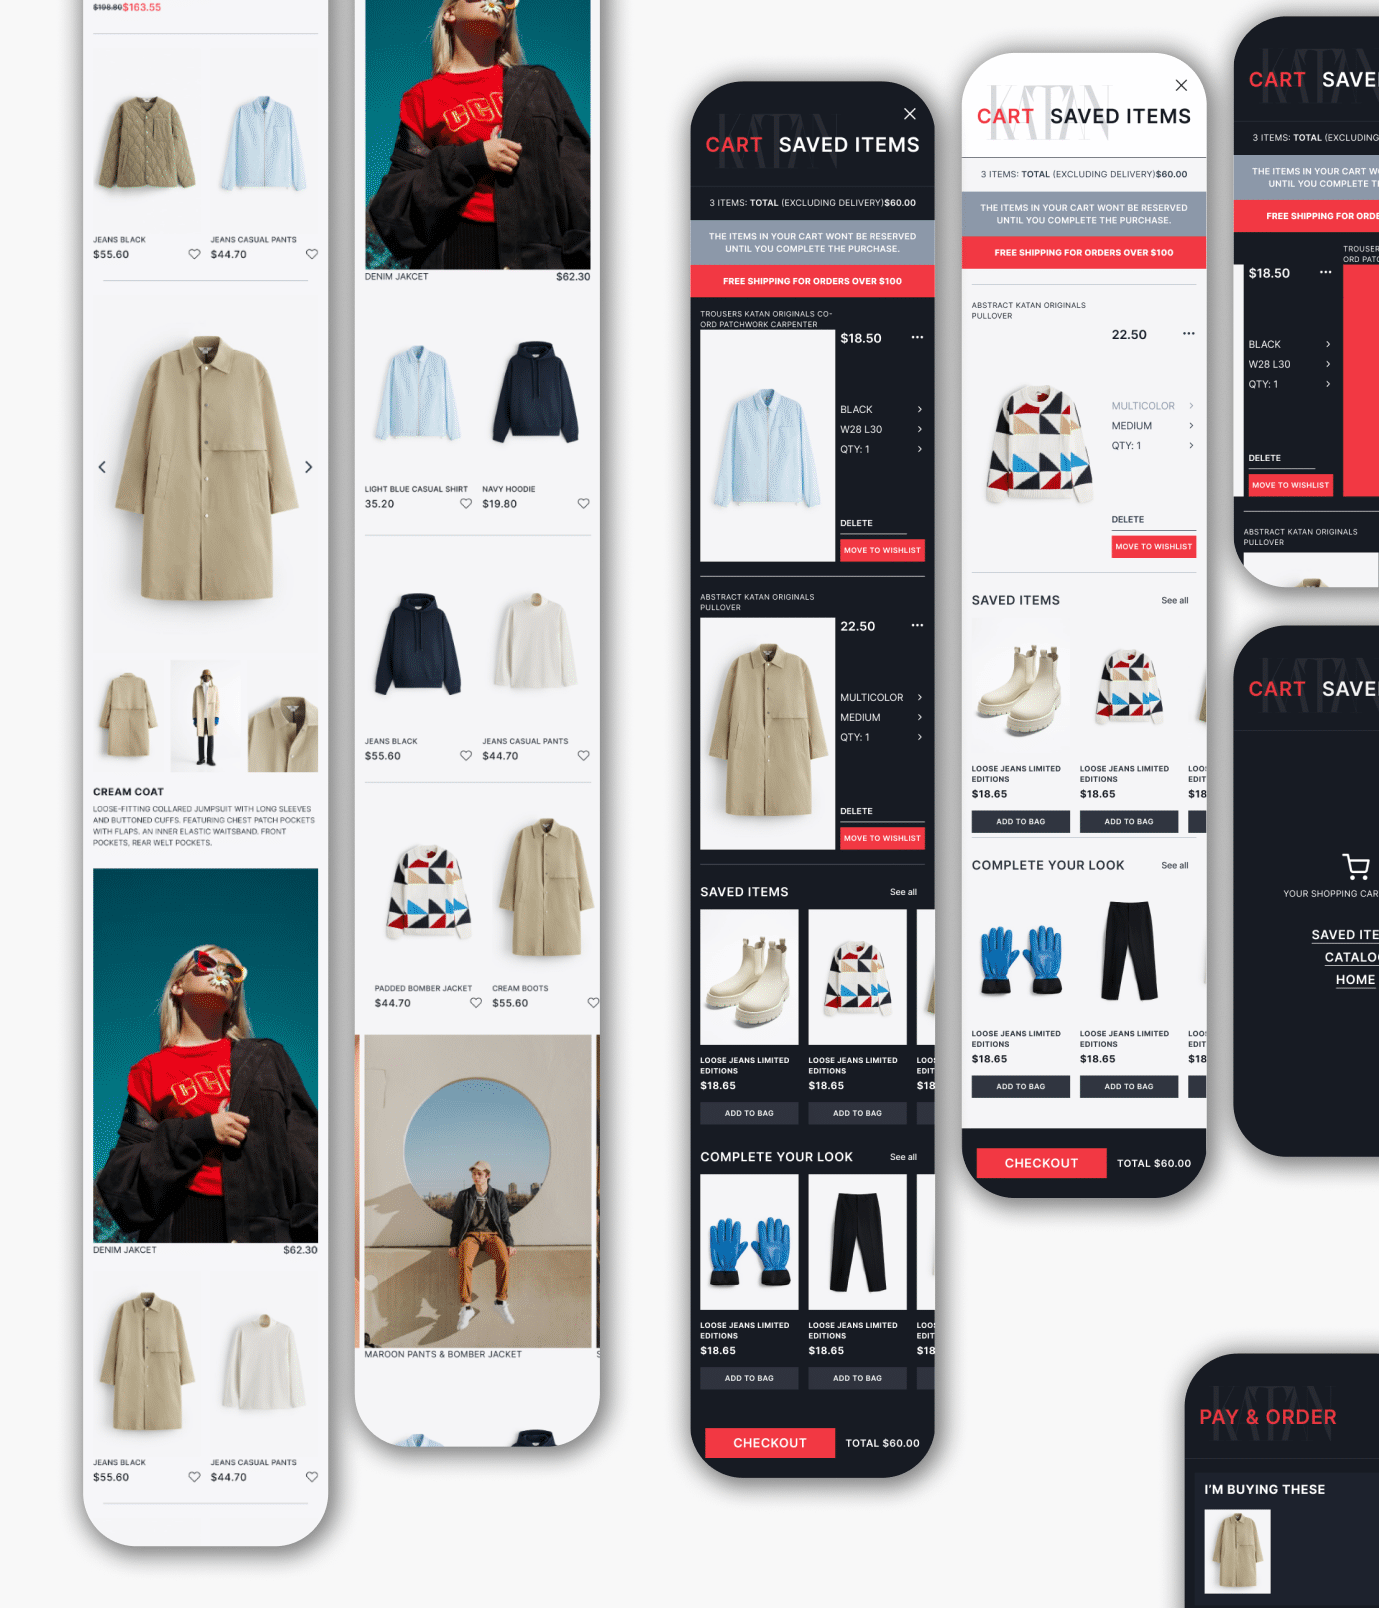 $198.80$163.55
JEANS BLACK
$55.60
JEANS CASUAL PANTS
$44.70
CREAM COAT
LOOSE-FITTING COLLARED JUMPSUIT WITH LONG SLEEVES
AND BUTTONED CUFFS. FEATURING CHEST PATCH POCKETS
WITH FLAPS. AN INNER ELASTIC WAITSBAND. FRONT
POCKETS, REAR WELT POCKETS.
DENIM JAKCET
$62.30
JEANS BLACK
$55.60
JEANS CASUAL PANTS
$44.70
DENIM JAKCET
$62.30
LIGHT BLUE CASUAL SHIRT
35.20
NAVY HOODIE
$19.80
JEANS BLACK
$55.60
JEANS CASUAL PANTS
$44.70
PADDED BOMBER JACKET
$44.70
CREAM BOOTS
$55.60
MAROON PANTS & BOMBER JACKET
S
KATAN
CART SAVED ITEMS
3 ITEMS: TOTAL (EXCLUDING DELIVERY)$60.00
THE ITEMS IN YOUR CART WONT BE RESERVED
UNTIL YOU COMPLETE THE PURCHASE.
FREE SHIPPING FOR ORDERS OVER $100
TROUSERS KATAN ORIGINALS CO-
ORD PATCHWORK CARPENTER
$18.50
BLACK
W28 L30
QTY: 1
DELETE
MOVE TO WISHLIST
ABSTRACT KATAN ORIGINALS
PULLOVER
22.50
MULTICOLOR
MEDIUM
QTY: 1
DELETE
MOVE TO WISHLIST
SAVED ITEMS
See all
LOOSE JEANS LIMITED
EDITIONS
$18.65
ADD TO BAG
LOOSE JEANS LIMITED
EDITIONS
$18.65
ADD TO BAG
LOOS
EDIT
$18
COMPLETE YOUR LOOK
See all
LOOSE JEANS LIMITED
EDITIONS
$18.65
ADD TO BAG
LOOSE JEANS LIMITED
EDITIONS
$18.65
ADD TO BAG
LOOS
EDIT
$18
CHECKOUT
TOTAL $60.00
KATAN
CART SAVED ITEMS
3 ITEMS: TOTAL (EXCLUDING DELIVERY)$60.00
THE ITEMS IN YOUR CART WONT BE RESERVED
UNTIL YOU COMPLETE THE PURCHASE.
FREE SHIPPING FOR ORDERS OVER $100
ABSTRACT KATAN ORIGINALS
PULLOVER
22.50
MULTICOLOR
MEDIUM
QTY: 1
DELETE
MOVE TO WISHLIST
SAVED ITEMS
See all
LOOSE JEANS LIMITED
EDITIONS
$18.65
ADD TO BAG
LOOSE JEANS LIMITED
EDITIONS
$18.65
ADD TO BAG
LOOS
EDIT
$18
COMPLETE YOUR LOOK
See all
LOOSE JEANS LIMITED
EDITIONS
$18.65
ADD TO BAG
LOOSE JEANS LIMITED
EDITIONS
$18.65
ADD TO BAG
LOOS
EDIT
$18
CHECKOUT
TOTAL $60.00
KATAN
CART SAVE
3 ITEMS: TOTAL (EXCLUDING
THE ITEMS IN YOUR CART W
UNTIL YOU COMPLETE T
FREE SHIPPING FOR ORDE
TROUSER
ORD PATC
$18.50
BLACK
W28 L30
QTY: 1
DELETE
MOVE TO WISHLIST
ABSTRACT KATAN ORIGINALS
PULLOVER
KATAN
CART SAVE
YOUR SHOPPING CAR
SAVED ITE
CATALO
HOME
KATAN
PAY & ORDER
I'M BUYING THESE